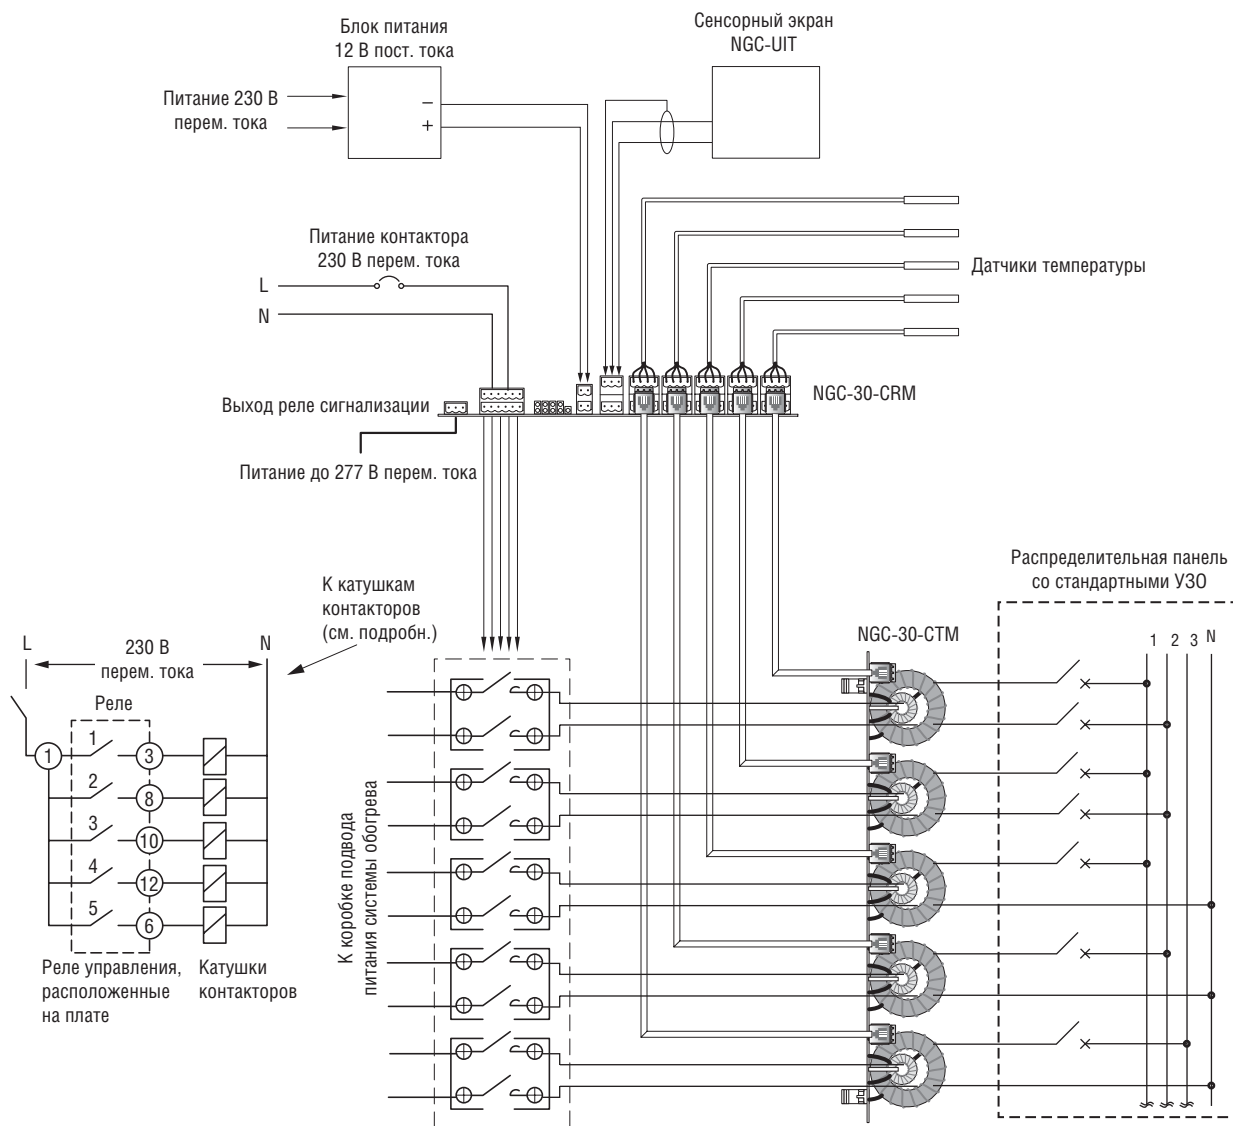 Блок питания
12 В пост. тока
Сенсорный экран
NGC-UIT
Питание 230 В
перем. тока
−
+
Питание контактора
230 В перем. тока
L
N
Датчики температуры
NGC-30-CRM
Выход реле сигнализации
Питание до 277 В перем. тока
Распределительная панель
со стандартными УЗО
К катушкам
контакторов
(см. подробн.)
NGC-30-CTM
1 2 3 N
L
230 В
перем. тока
N
Реле
1
1
3
2
8
3
10
4
12
5
6
Реле управления,
расположенные
на плате
Катушки
контакторов
К коробке подвода
питания системы обогрева